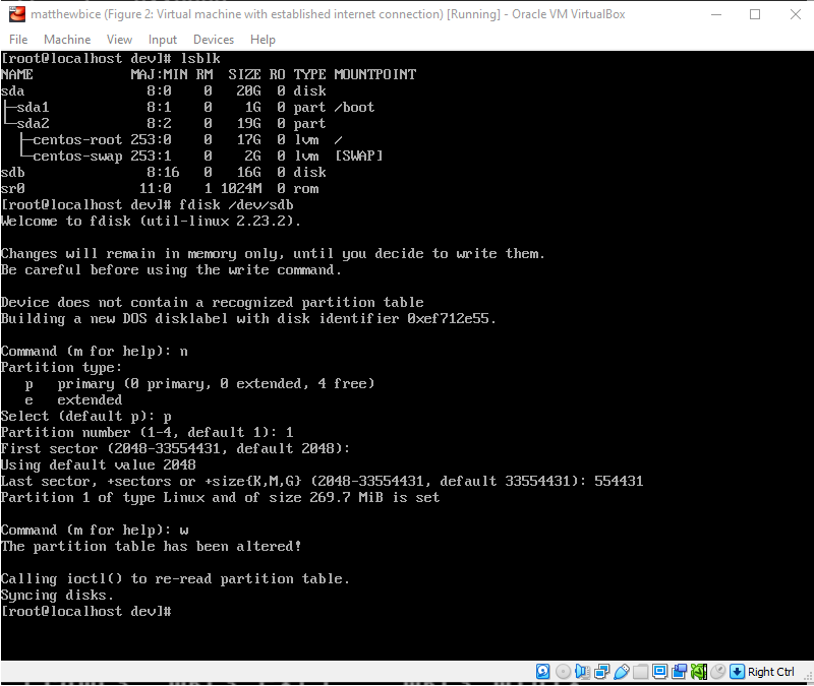 matthewbice (Figure 2: Virtual machine with established internet connection) [Running] - Oracle VM VirtualBox
File Machine View Input Devices Help
[root@localhost dev]# lsblk
NAME MAJ:MIN RM SIZE RO TYPE MOUNTPOINT
sda 8:0 0 20G 0 disk
├─sda1 8:1 0 1G 0 part /boot
└─sda2 8:2 0 19G 0 part
├─centos-root 253:0 0 17G 0 lvm /
└─centos-swap 253:1 0 2G 0 lvm [SWAP]
sdb 8:16 0 16G 0 disk
sr0 11:0 1 1024M 0 rom
[root@localhost dev]# fdisk /dev/sdb
Welcome to fdisk (util-linux 2.23.2).
Changes will remain in memory only, until you decide to write them.
Be careful before using the write command.
Device does not contain a recognized partition table
Building a new DOS disklabel with disk identifier 0xef712e55.
Command (m for help): n
Partition type:
p primary (0 primary, 0 extended, 4 free)
e extended
Select (default p): p
Partition number (1-4, default 1): 1
First sector (2048-33554431, default 2048):
Using default value 2048
Last sector, +sectors or +size{K,M,G} (2048-33554431, default 33554431): 554431
Partition 1 of type Linux and of size 269.7 MiB is set
Command (m for help): w
The partition table has been altered!
Calling ioctl() to re-read partition table.
Syncing disks.
[root@localhost dev]#
Right Ctrl